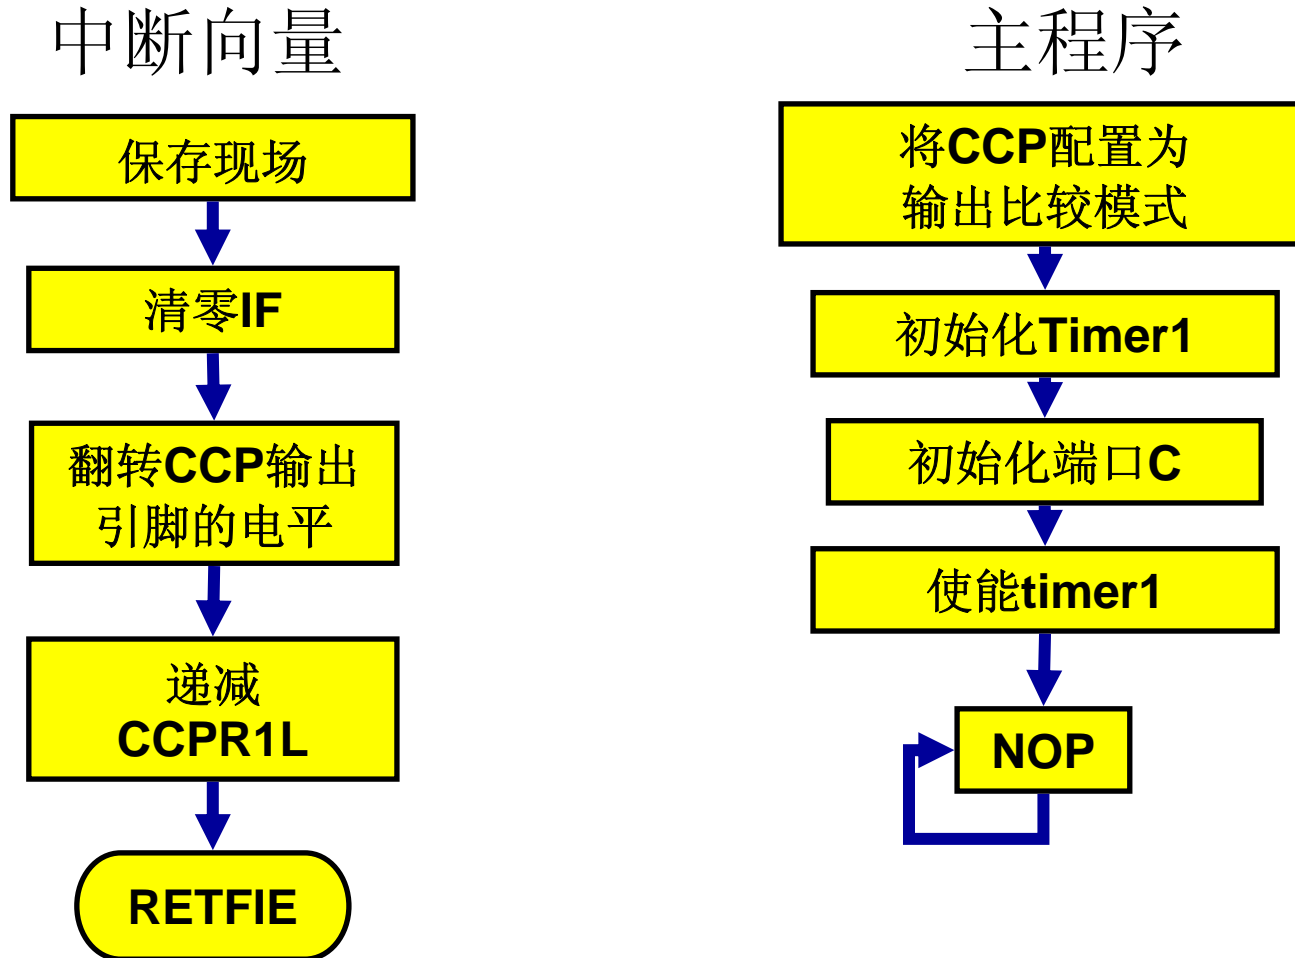 中断向量
保存现场
清零IF
翻转CCP输出
引脚的电平
递减
CCPR1L
RETFIE
主程序
将CCP配置为
输出比较模式
初始化Timer1
初始化端口C
使能timer1
NOP